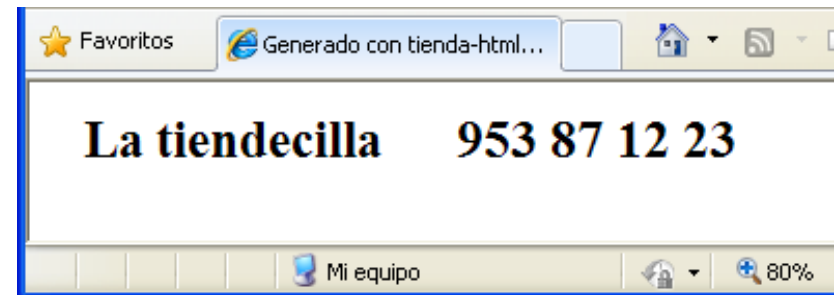 Favoritos Generado con tienda-html...
La tiendecilla 953 87 12 23
Mi equipo 80%